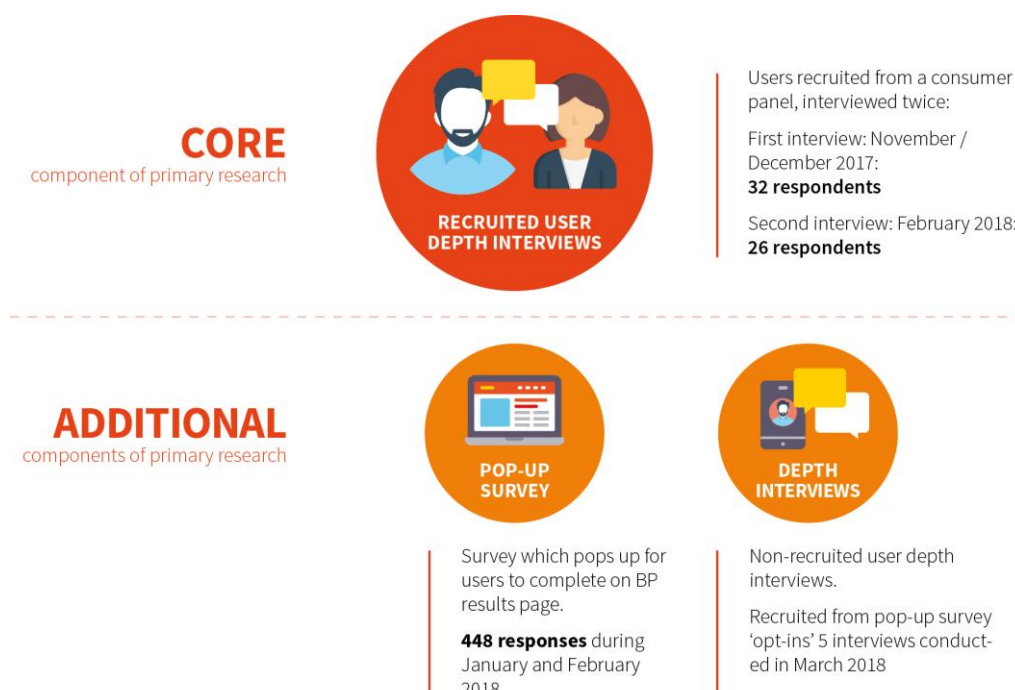 CORE
component of primary research
RECRUITED USER
DEPTH INTERVIEWS
Users recruited from a consumer
panel, interviewed twice:
First interview: November /
December 2017:
32 respondents
Second interview: February 2018:
26 respondents
ADDITIONAL
components of primary research
POP-UP
SURVEY
Survey which pops up for
users to complete on BP
results page.
448 responses during
January and February
2018
DEPTH
INTERVIEWS
Non-recruited user depth
interviews.
Recruited from pop-up survey
‘opt-ins’ 5 interviews conduct-
ed in March 2018